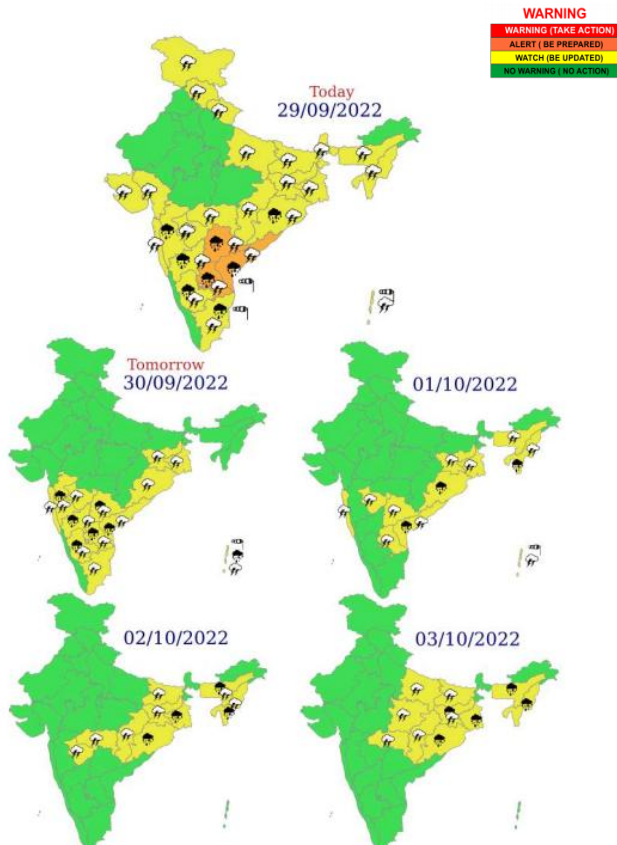 WARNING
WARNING (TAKE ACTION)
ALERT ( BE PREPARED)
WATCH (BE UPDATED)
NO WARNING ( NO ACTION)
Today
29/09/2022
Tomorrow
30/09/2022
01/10/2022
02/10/2022
03/10/2022